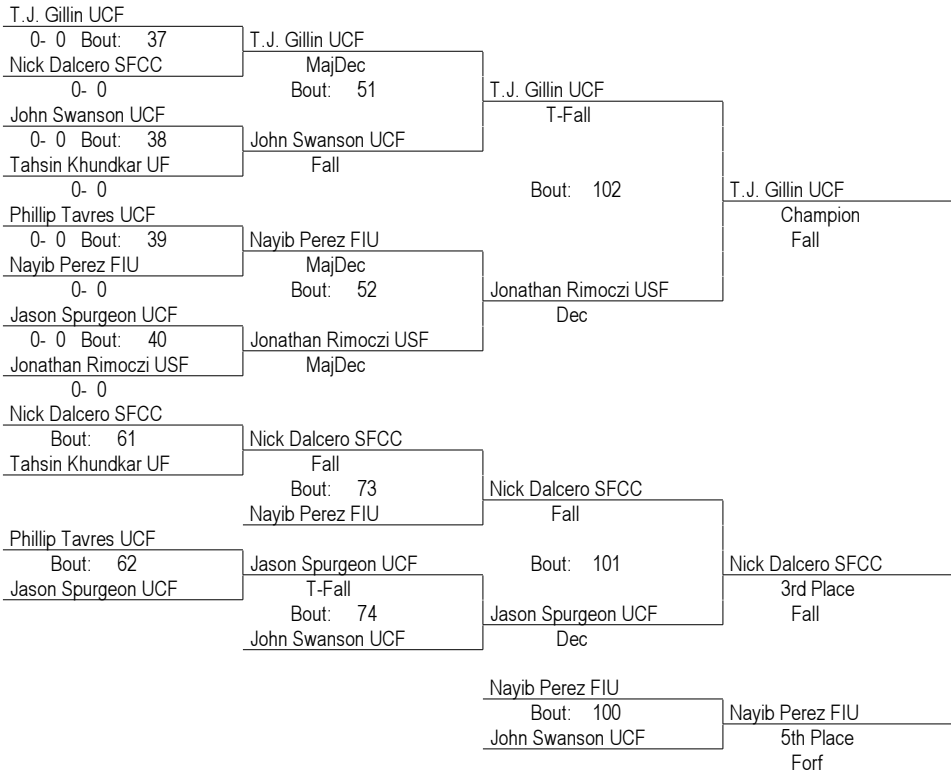 T.J. Gillin UCF
0- 0 Bout: 37
T.J. Gillin UCF
Nick Dalcero SFCC
MajDec
0- 0
Bout: 51
T.J. Gillin UCF
John Swanson UCF
T-Fall
0- 0 Bout: 38
John Swanson UCF
Tahsin Khundkar UF
Fall
0- 0
Bout: 102
T.J. Gillin UCF
Phillip Tavres UCF
Champion
0- 0 Bout: 39
Nayib Perez FIU
Fall
Nayib Perez FIU
MajDec
0- 0
Bout: 52
Jonathan Rimoczi USF
Jason Spurgeon UCF
Dec
0- 0 Bout: 40
Jonathan Rimoczi USF
Jonathan Rimoczi USF
MajDec
0- 0
Nick Dalcero SFCC
Bout: 61
Nick Dalcero SFCC
Tahsin Khundkar UF
Fall
Bout: 73
Nick Dalcero SFCC
Nayib Perez FIU
Fall
Phillip Tavres UCF
Bout: 62
Jason Spurgeon UCF
Bout: 101
Nick Dalcero SFCC
Jason Spurgeon UCF
T-Fall
3rd Place
Bout: 74
Jason Spurgeon UCF
Fall
John Swanson UCF
Dec
Nayib Perez FIU
Bout: 100
Nayib Perez FIU
John Swanson UCF
5th Place
Forf